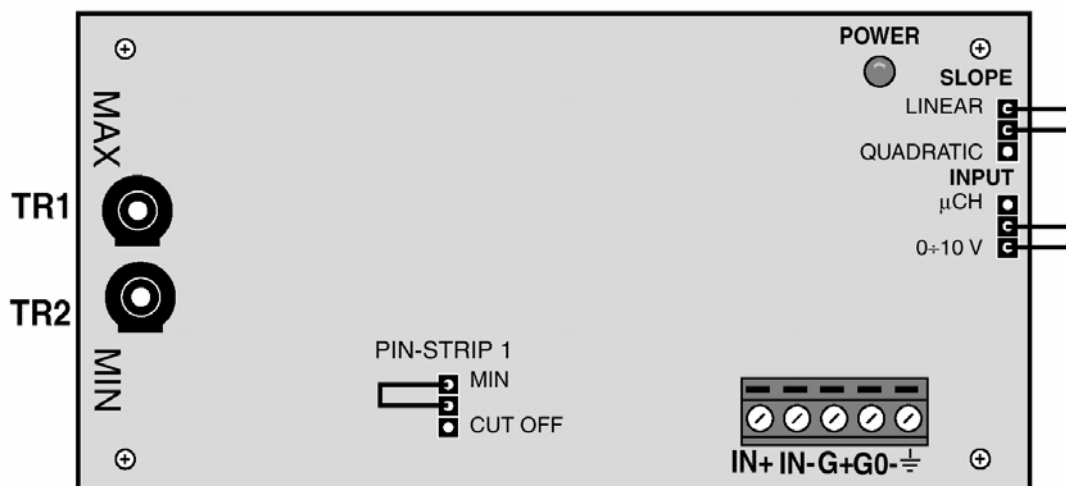 POWER
SLOPE
LINEAR
QUADRATIC
INPUT
μCH
0÷10 V
MAX
TR1
TR2
MIN
PIN-STRIP 1
MIN
CUT OFF
IN+ IN- G+ G0-